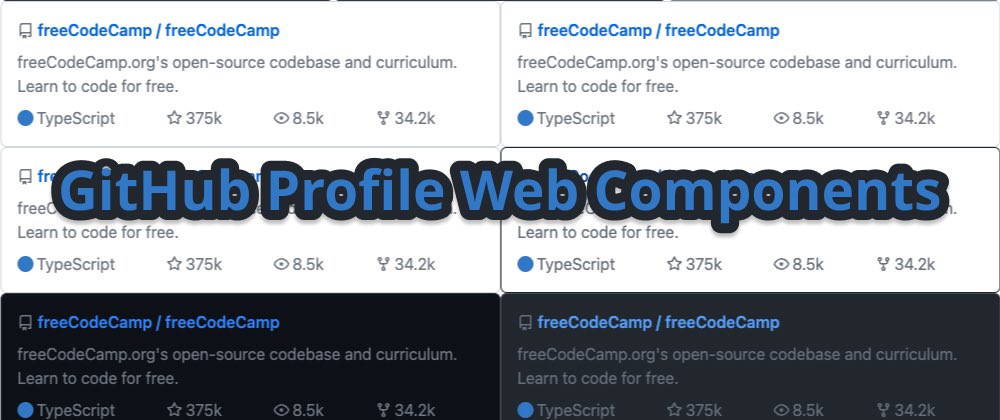 freeCodeCamp / freeCodeCamp
freeCodeCamp.org's open-source codebase and curriculum.
Learn to code for free.
TypeScript 375k 8.5k 34.2k
freeCodeCamp / freeCodeCamp
freeCodeCamp.org's open-source codebase and curriculum.
Learn to code for free.
TypeScript 375k 8.5k 34.2k
GitHub Profile Web Components
Learn to code for free.
TypeScript 375k 8.5k 34.2k
Learn to code for free.
TypeScript 375k 8.5k 34.2k
freeCodeCamp / freeCodeCamp
freeCodeCamp.org's open-source codebase and curriculum.
Learn to code for free.
TypeScript 375k 8.5k 34.2k
freeCodeCamp / freeCodeCamp
freeCodeCamp.org's open-source codebase and curriculum.
Learn to code for free.
TypeScript 375k 8.5k 34.2k